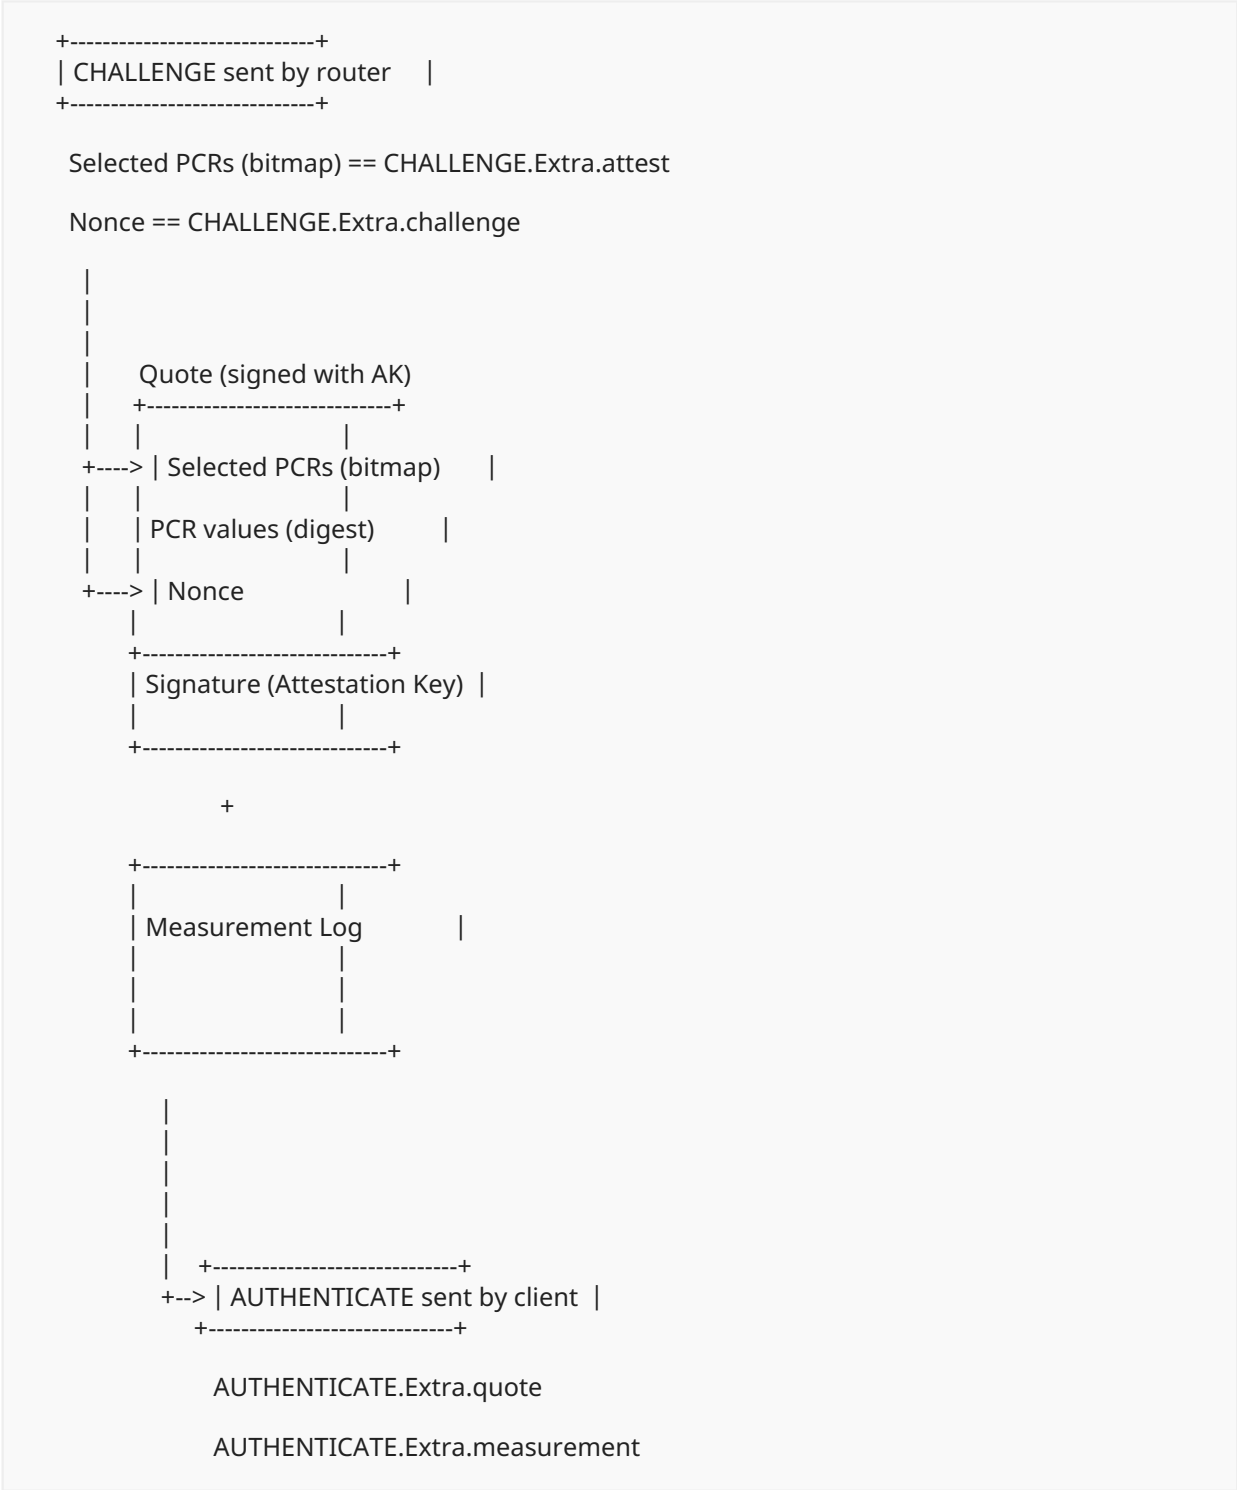 +------------------------------+
| CHALLENGE sent by router     |
+------------------------------+
Selected PCRs (bitmap) == CHALLENGE.Extra.attest
Nonce == CHALLENGE.Extra.challenge
|
|
|
|       Quote (signed with AK)
|      +------------------------------+
|      |                              |
+----> | Selected PCRs (bitmap)       |
|      |                              |
|      | PCR values (digest)          |
|      |                              |
+----> | Nonce                        |
       |                              |
       +------------------------------+
       | Signature (Attestation Key)  |
       |                              |
       +------------------------------+
+
       +------------------------------+
       |                              |
       | Measurement Log              |
       |                              |
       |                              |
       |                              |
       +------------------------------+
|
|
|
|
|
|    +------------------------------+
+--> | AUTHENTICATE sent by client  |
     +------------------------------+
AUTHENTICATE.Extra.quote
AUTHENTICATE.Extra.measurement